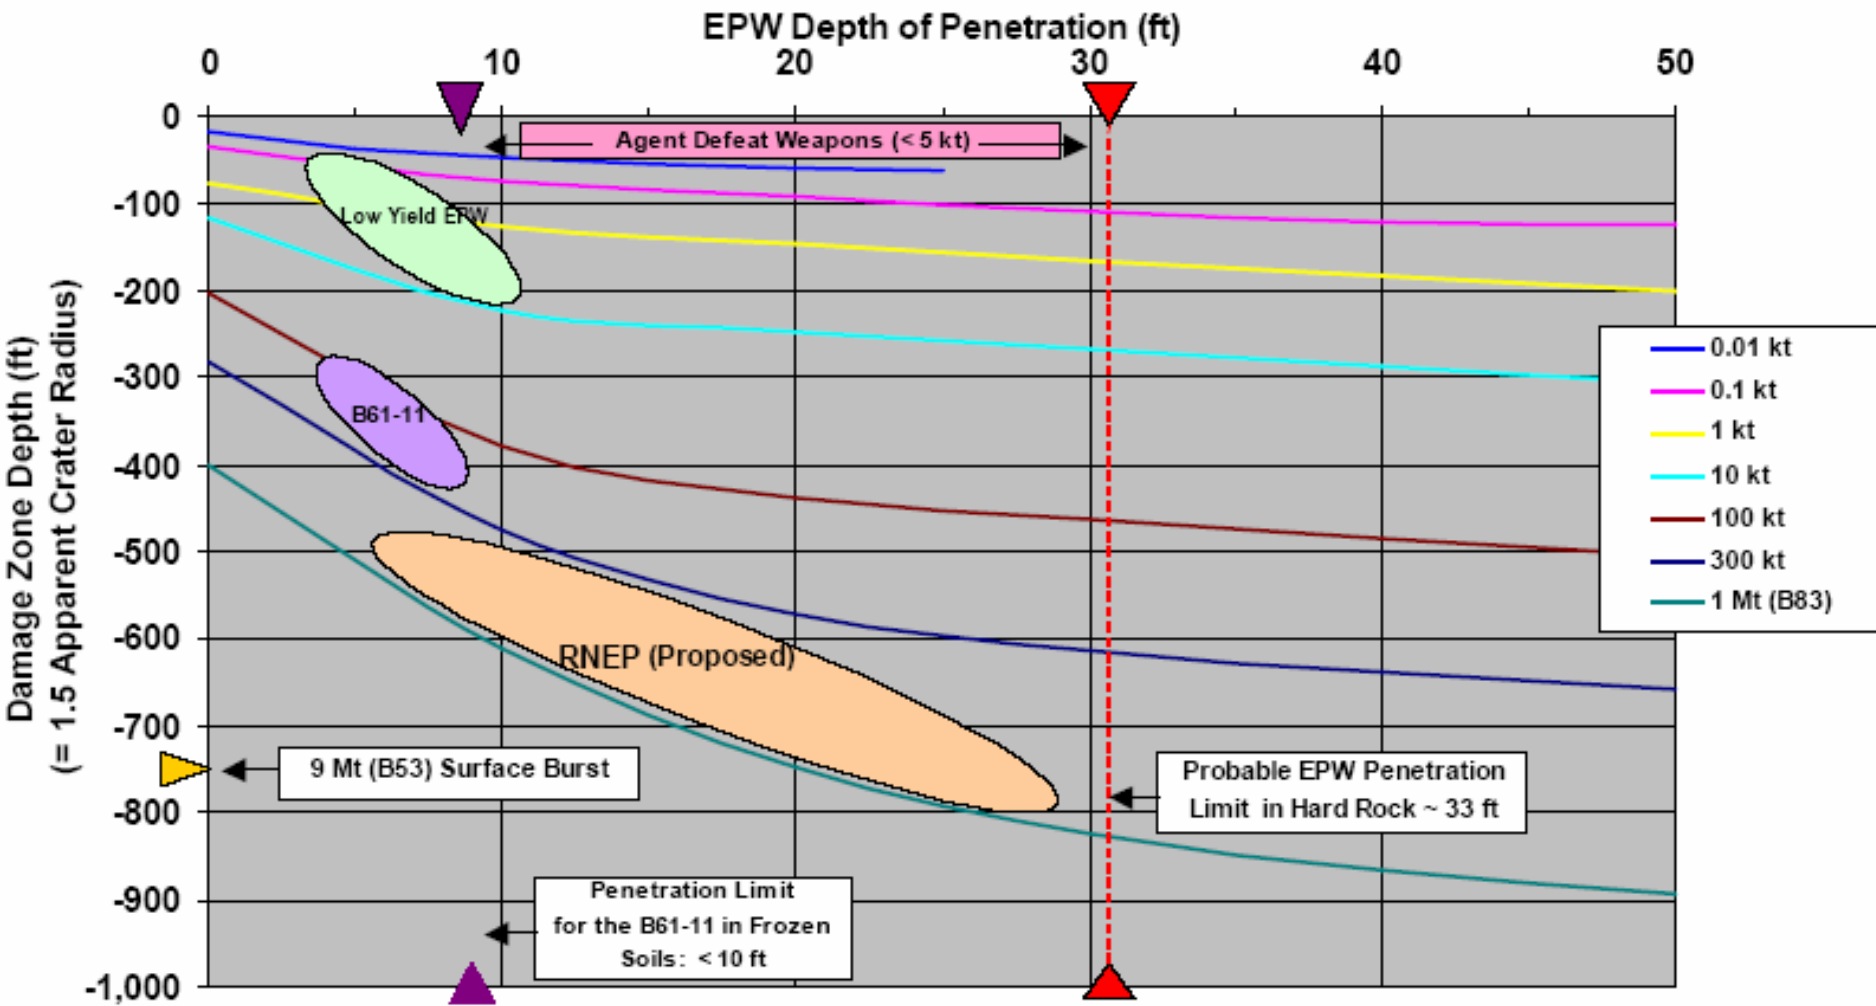 EPW Depth of Penetration (ft)
0 10 20 30 40 50
0
-100
-200
-300
-400
-500
-600
-700
-800
-900
-1,000
Damage Zone Depth (ft)
(= 1.5 Apparent Crater Radius)
Agent Defeat Weapons (< 5 kt)
Low Yield EPW
B61-11
RNEP (Proposed)
9 Mt (B53) Surface Burst
Probable EPW Penetration
Limit in Hard Rock ~ 33 ft
Penetration Limit
for the B61-11 in Frozen
Soils: < 10 ft
0.01 kt
0.1 kt
1 kt
10 kt
100 kt
300 kt
1 Mt (B83)